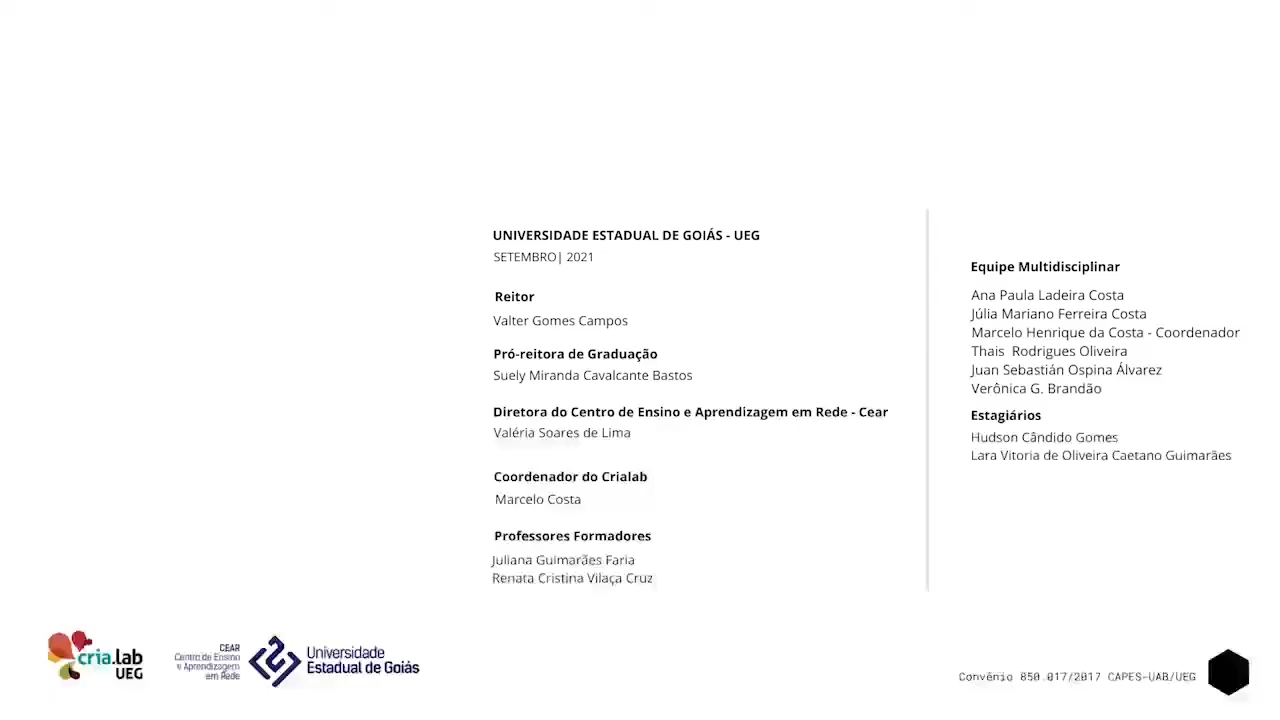 UNIVERSIDADE ESTADUAL DE GOIÁS - UEG
SETEMBRO| 2021
Reitor
Valter Gomes Campos
Pró-reitora de Graduação
Suely Miranda Cavalcante Bastos
Diretora do Centro de Ensino e Aprendizagem em Rede - Cear
Valéria Soares de Lima
Coordenador do Crialab
Marcelo Costa
Professores Formadores
Juliana Guimarães Faria
Renata Cristina Vilaça Cruz
Equipe Multidisciplinar
Ana Paula Ladeira Costa
Júlia Mariano Ferreira Costa
Marcelo Henrique da Costa - Coordenador
Thais Rodrigues Oliveira
Juan Sebastián Ospina Álvarez
Verônica G. Brandão
Estagiários
Hudson Cândido Gomes
Lara Vitoria de Oliveira Caetano Guimarães
cria.lab
UEG
CEAR
Centro de Ensino
e Aprendizagem
em Rede
Universidade
Estadual de Goiás
Convênio 850.017/2017 CAPES-UAB/UEG